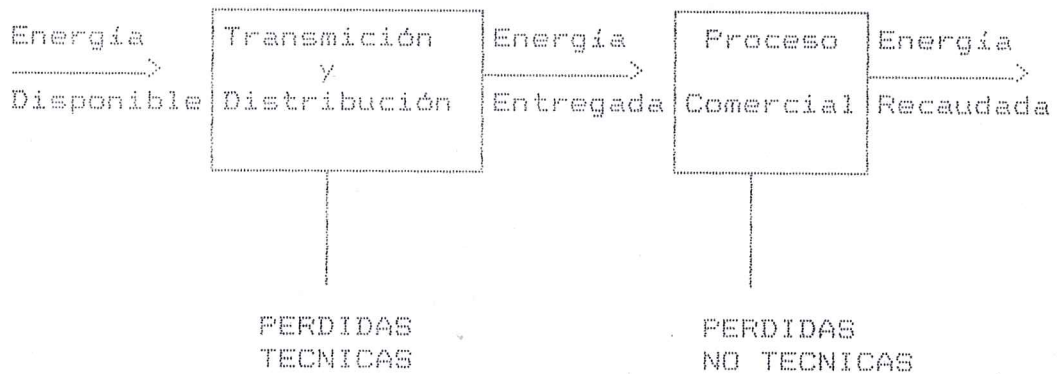 Energía
Disponible
Transmición
y
Distribución
Energía
Entregada
Proceso
Comercial
Energía
Recaudada
PERDIDAS
TECNICAS
PERDIDAS
NO TECNICAS